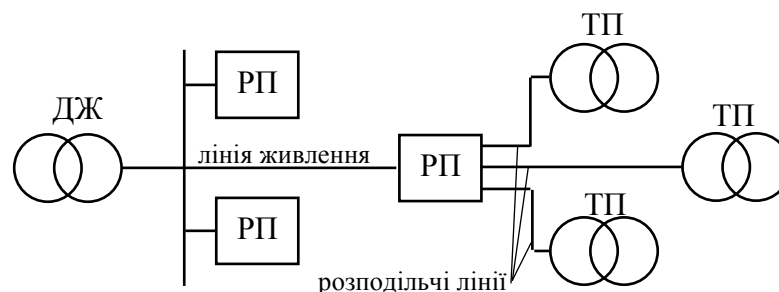 ТП
РП
ДЖ
ТП
лінія живлення
РП
РП
ТП
розподільчі лінії